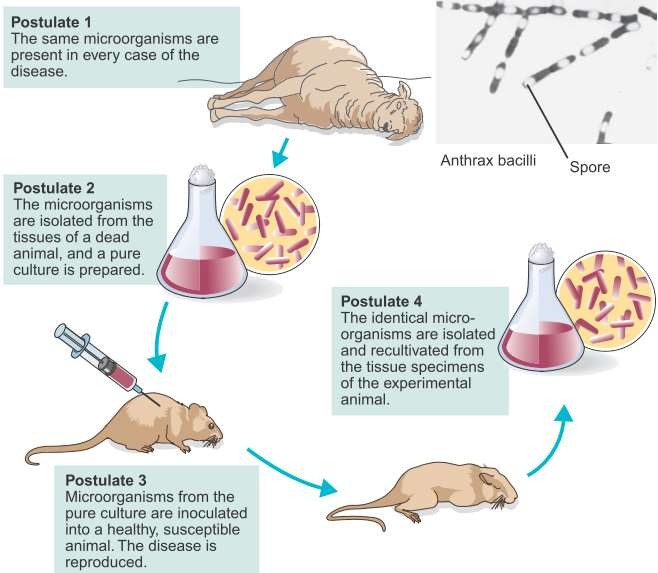 Postulate 1
The same microorganisms are
present in every case of the
disease.
Anthrax bacilli
Spore
Postulate 2
The microorganisms
are isolated from the
tissues of a dead
animal, and a pure
culture is prepared.
Postulate 3
Microorganisms from the
pure culture are inoculated
into a healthy, susceptible
animal. The disease is
reproduced.
Postulate 4
The identical micro-
organisms are isolated
and recultivated from
the tissue specimens
of the experimental
animal.